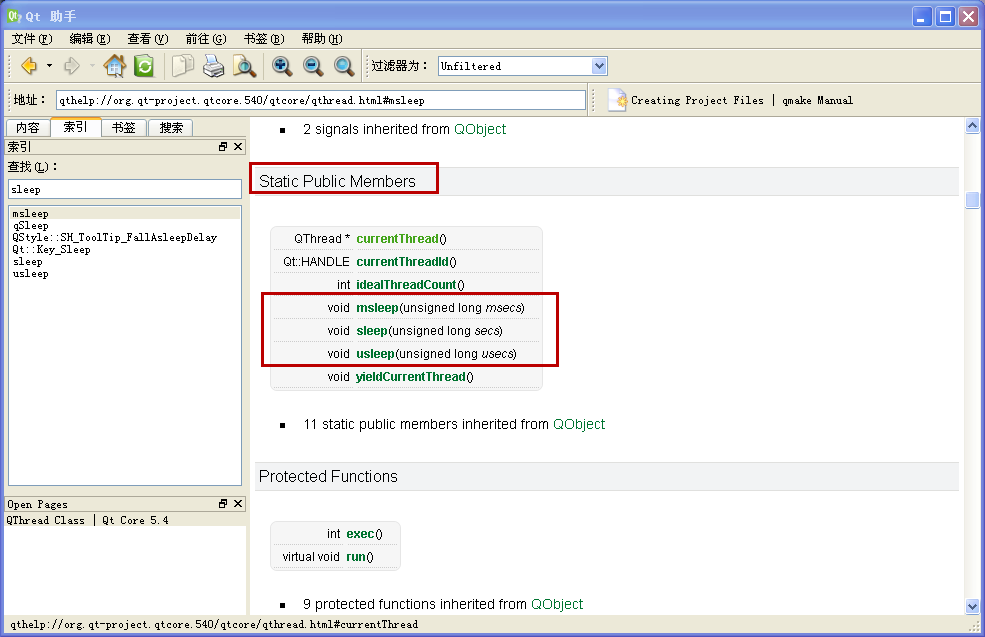 Qt 助手
文件(F) 编辑(E) 查看(V) 前往(G) 书签(B) 帮助(H)
过滤器为: Unfiltered
地址: qthelp://org.qt-project.qtcore.540/qtcore/qthread.html#msleep Creating Project Files | qmake Manual
内容 索引 书签 搜索
索引
查找(L):
sleep
msleep
qSleep
QStyle::SH_ToolTip_FallAsleepDelay
Qt::Key_Sleep
sleep
usleep
Open Pages
QThread Class | Qt Core 5.4
2 signals inherited from QObject
Static Public Members
QThread * currentThread()
Qt::HANDLE currentThreadId()
int idealThreadCount()
void msleep(unsigned long msecs)
void sleep(unsigned long secs)
void usleep(unsigned long usecs)
void yieldCurrentThread()
11 static public members inherited from QObject
Protected Functions
int exec()
virtual void run()
9 protected functions inherited from QObject
qthelp://org.qt-project.qtcore.540/qtcore/qthread.html#currentThread